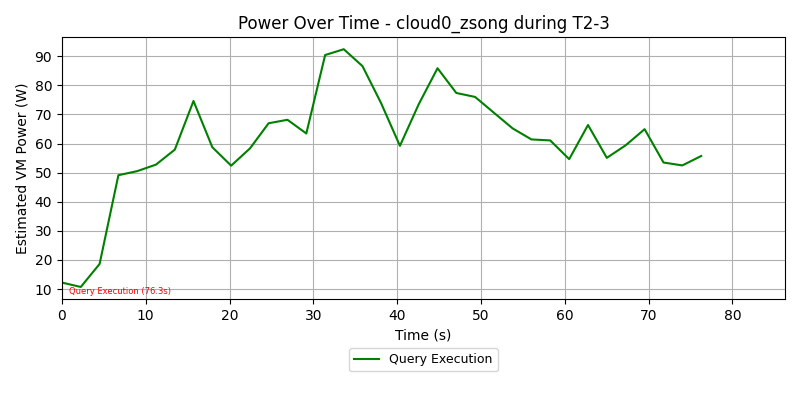 Power Over Time - cloud0_zsong during T2-3
Estimated VM Power (W)
90
80
70
60
50
40
30
20
10
Query Execution (76.3s)
0 10 20 30 40 50 60 70 80
Time (s)
Query Execution